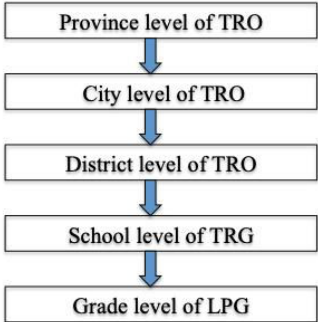 Province level of TRO
City level of TRO
District level of TRO
School level of TRG
Grade level of LPG